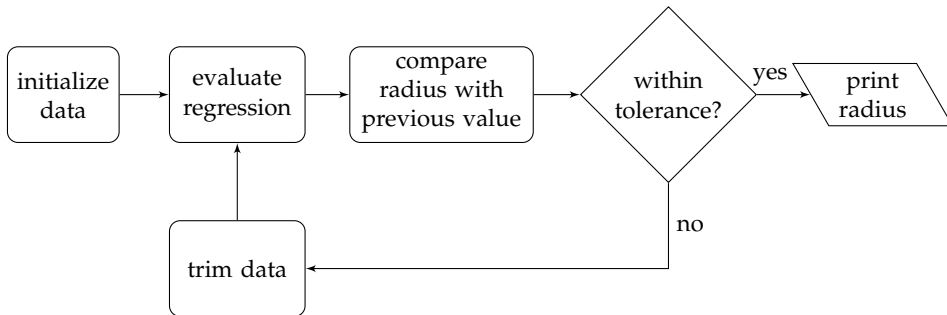 initialize
data
evaluate
regression
compare
radius with
previous value
within
tolerance?
yes
print
radius
no
trim data